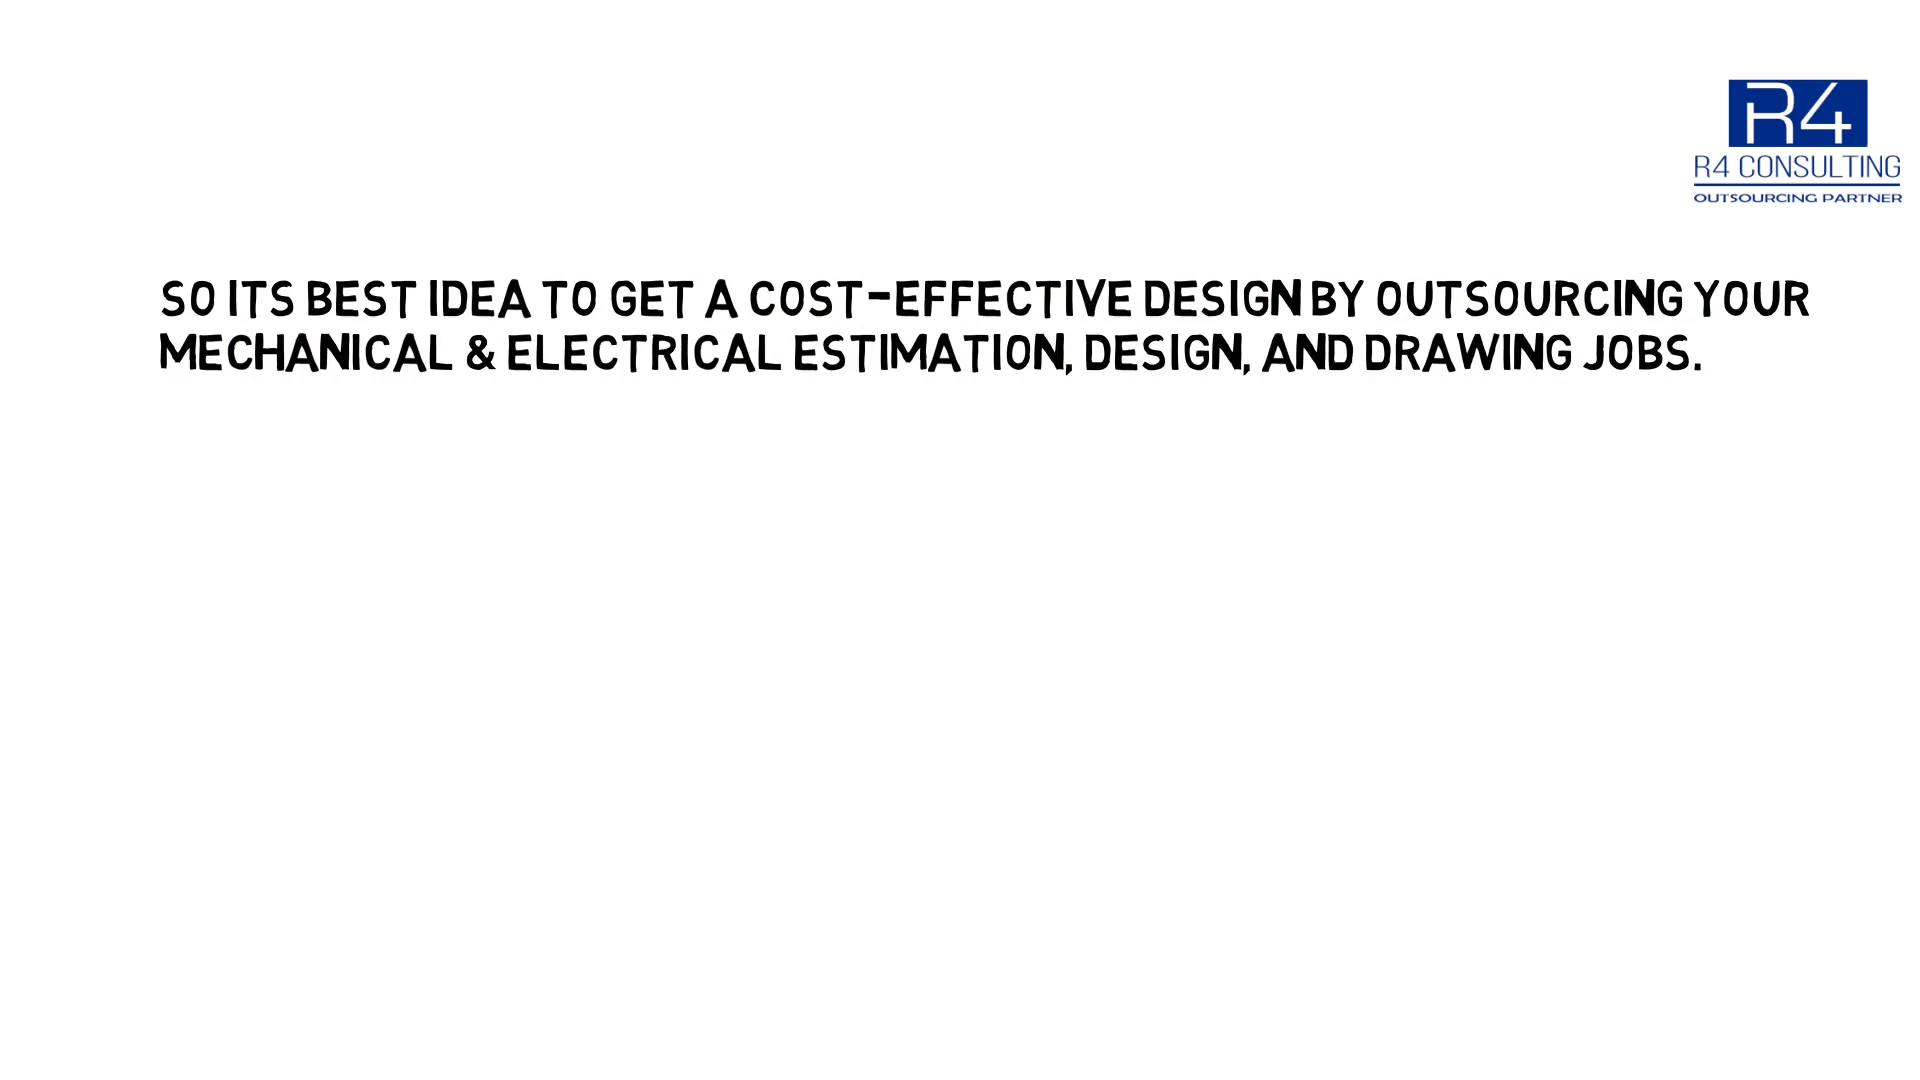 R4
R4 CONSULTING
OUTSOURCING PARTNER
SO ITS BEST IDEA TO GET A COST-EFFECTIVE DESIGN BY OUTSOURCING YOUR
MECHANICAL & ELECTRICAL ESTIMATION, DESIGN, AND DRAWING JOBS.